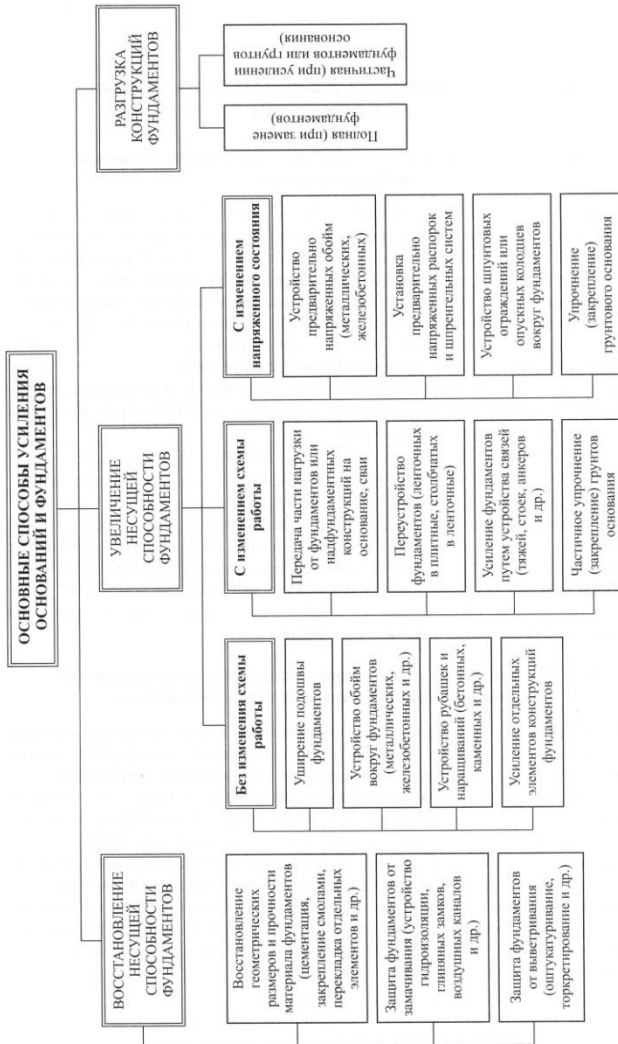 ОСНОВНЫЕ СПОСОБЫ УСИЛЕНИЯ
ОСНОВАНИЙ И ФУНДАМЕНТОВ
ВОССТАНОВЛЕНИЕ
НЕСУЩЕЙ
СПОСОБНОСТИ
ФУНДАМЕНТОВ
Восстановление
геометрических
размеров и прочности
материала фундаментов
(цементация,
закрепление смолами,
перекладка отдельных
элементов и др.)
Защита фундаментов от
замачивания (устройство
гидроизоляции,
глиняных замков,
воздушных каналов
и др.)
Защита фундаментов
от выветривания
(оштукатуривание,
торкретирование и др.)
УВЕЛИЧЕНИЕ
НЕСУЩЕЙ
СПОСОБНОСТИ
ФУНДАМЕНТОВ
Без изменения схемы
работы
Уширение подошвы
фундаментов
Устройство обойм
вокруг фундаментов
(металлических,
железобетонных и др.)
Устройство рубашек и
наращиваний (бетонных,
каменных и др.)
Усиление отдельных
элементов конструкций
фундаментов
С изменением схемы
работы
Передача части нагрузки
от фундаментов или
надфундаментных
конструкций на
основание, сваи
Переустройство
фундаментов (ленточных
в плитные, столбчатых
в ленточные)
Усиление фундаментов
путем устройства связей
(тяжей, стоек, анкеров
и др.)
Частичное упрочнение
(закрепление) грунтов
основания
С изменением
напряженного состояния
Устройство
предварительно
напряженных обойм
(металлических,
железобетонных)
Установка
предварительно
напряженных распорок
и шпренгельных систем
Устройство шпунтовых
ограждений или
опускных колодцев
вокруг фундаментов
Упрочнение
(закрепление)
грунтового основания
РАЗГРУЗКА
КОНСТРУКЦИЙ
ФУНДАМЕНТОВ
Полная (при замене
фундаментов)
Частичная (при усилении
фундаментов или грунтов
основания)